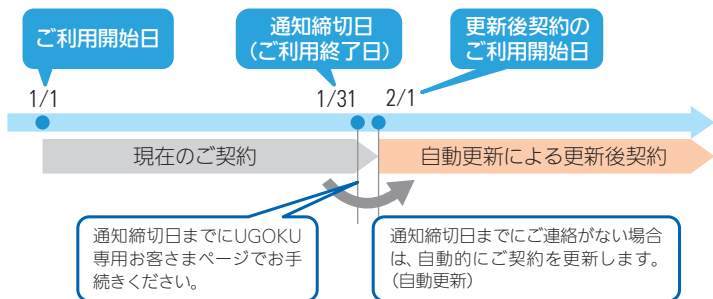 ご利用開始日
通知締切日
（ご利用終了日）
更新後契約の
ご利用開始日
1/1
1/31
2/1
現在のご契約
自動更新による更新後契約
通知締切日までにUGOKU
専用お客さまページでお手
続きください。
通知締切日までにご連絡がない場合
は、自動的にご契約を更新します。
（自動更新）